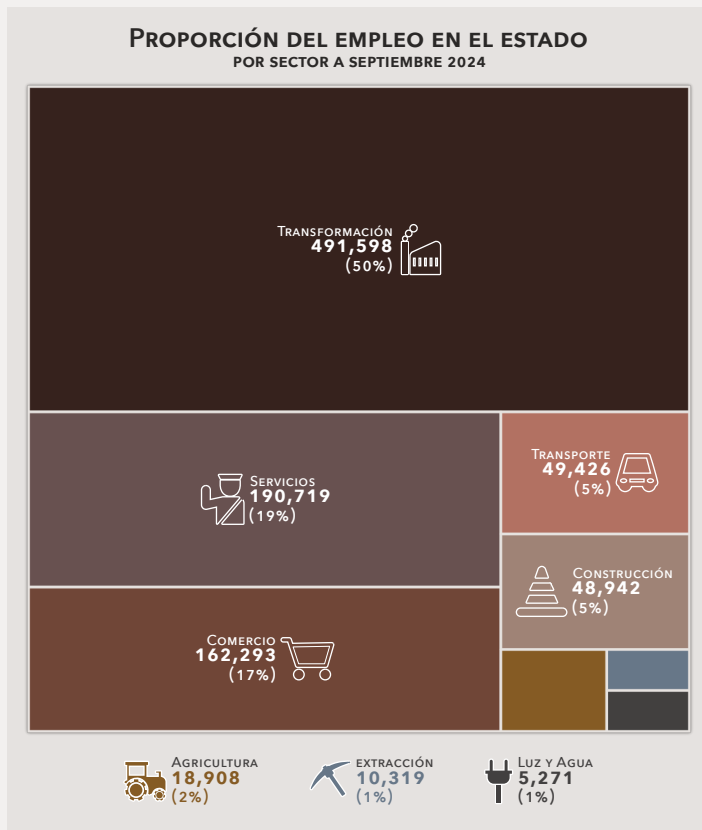 Proporción del empleo en el estado
por sector a septiembre 2024
Transformación
491,598
(50%)
Servicios
190,719
(19%)
Transporte
49,426
(5%)
Construcción
48,942
(5%)
Comercio
162,293
(17%)
Agricultura
18,908
(2%)
extracción
10,319
(1%)
Luz y Agua
5,271
(1%)